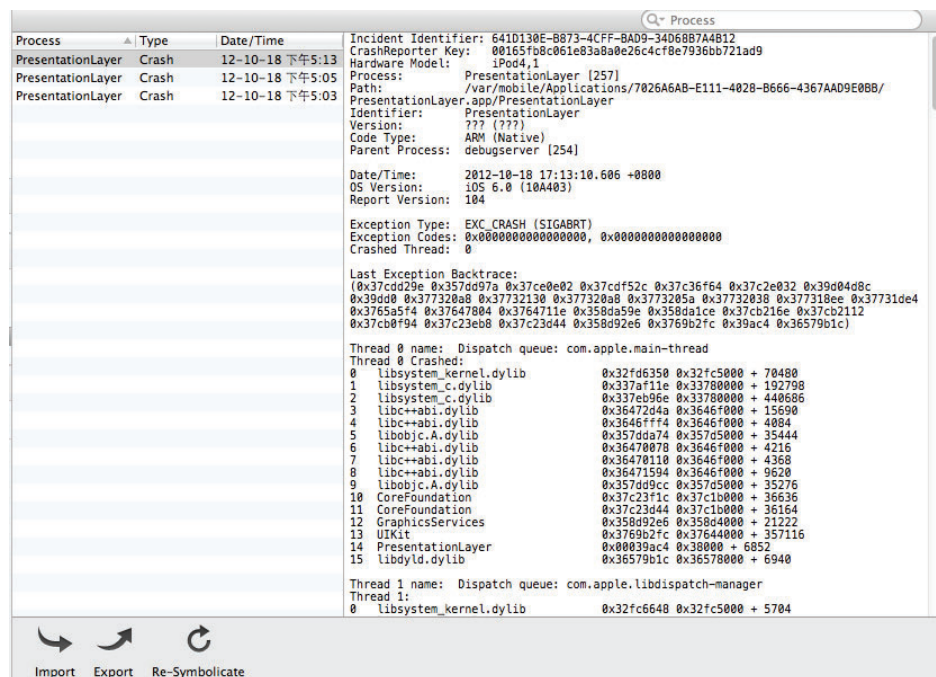 Process
Process Type Date/Time
PresentationLayer Crash 12-10-18 下午5:13
PresentationLayer Crash 12-10-18 下午5:05
PresentationLayer Crash 12-10-18 下午5:03
Incident Identifier: 641D130E-B873-4CFF-BAD9-34D68B7A4B12
CrashReporter Key: 00165fb8c061e83a8a0e26c4cf8e7936bb721ad9
Hardware Model: iPod4,1
Process: PresentationLayer [257]
Path: /var/mobile/Applications/7026A6AB-E111-4028-B666-4367AAD9E0BB/
PresentationLayer.app/PresentationLayer
Identifier: PresentationLayer
Version: ??? (???)
Code Type: ARM (Native)
Parent Process: debugserver [254]
Date/Time: 2012-10-18 17:13:10.606 +0800
OS Version: iOS 6.0 (10A403)
Report Version: 104
Exception Type: EXC_CRASH (SIGABRT)
Exception Codes: 0x0000000000000000, 0x0000000000000000
Crashed Thread: 0
Last Exception Backtrace:
(0x37cdd29e 0x357dd97a 0x37ce0e02 0x37cdf52c 0x37c36f64 0x37c2e032 0x39d04d8c
0x39dd0 0x377320a8 0x37732130 0x377320a8 0x3773205a 0x37732038 0x377318ee 0x37731de4
0x3765a5f4 0x37647804 0x3764711e 0x358da59e 0x358da1ce 0x37cb216e 0x37cb2112
0x37cb0f94 0x37c23eb8 0x37c23d44 0x358d92e6 0x3769b2fc 0x39ac4 0x36579b1c)
Thread 0 name: Dispatch queue: com.apple.main-thread
Thread 0 Crashed:
0 libsystem_kernel.dylib 0x32fd6350 0x32fc5000 + 70480
1 libsystem_c.dylib 0x337af11e 0x33780000 + 192798
2 libsystem_c.dylib 0x337eb96e 0x33780000 + 440686
3 libc++abi.dylib 0x36472d4a 0x3646f000 + 15690
4 libc++abi.dylib 0x3646fff4 0x3646f000 + 4084
5 libobjc.A.dylib 0x357dda74 0x357d5000 + 35444
6 libc++abi.dylib 0x36470078 0x3646f000 + 4216
7 libc++abi.dylib 0x36470110 0x3646f000 + 4368
8 libc++abi.dylib 0x36471594 0x3646f000 + 9620
9 libobjc.A.dylib 0x357dd9cc 0x357d5000 + 35276
10 CoreFoundation 0x37c23f1c 0x37c1b000 + 36636
11 CoreFoundation 0x37c23d44 0x37c1b000 + 36164
12 GraphicsServices 0x358d92e6 0x358d4000 + 21222
13 UIKit 0x3769b2fc 0x37644000 + 357116
14 PresentationLayer 0x00039ac4 0x38000 + 6852
15 libdyld.dylib 0x36579b1c 0x36578000 + 6940
Thread 1 name: Dispatch queue: com.apple.libdispatch-manager
Thread 1:
0 libsystem_kernel.dylib 0x32fc6648 0x32fc5000 + 5704
Import Export Re-Symbolicate